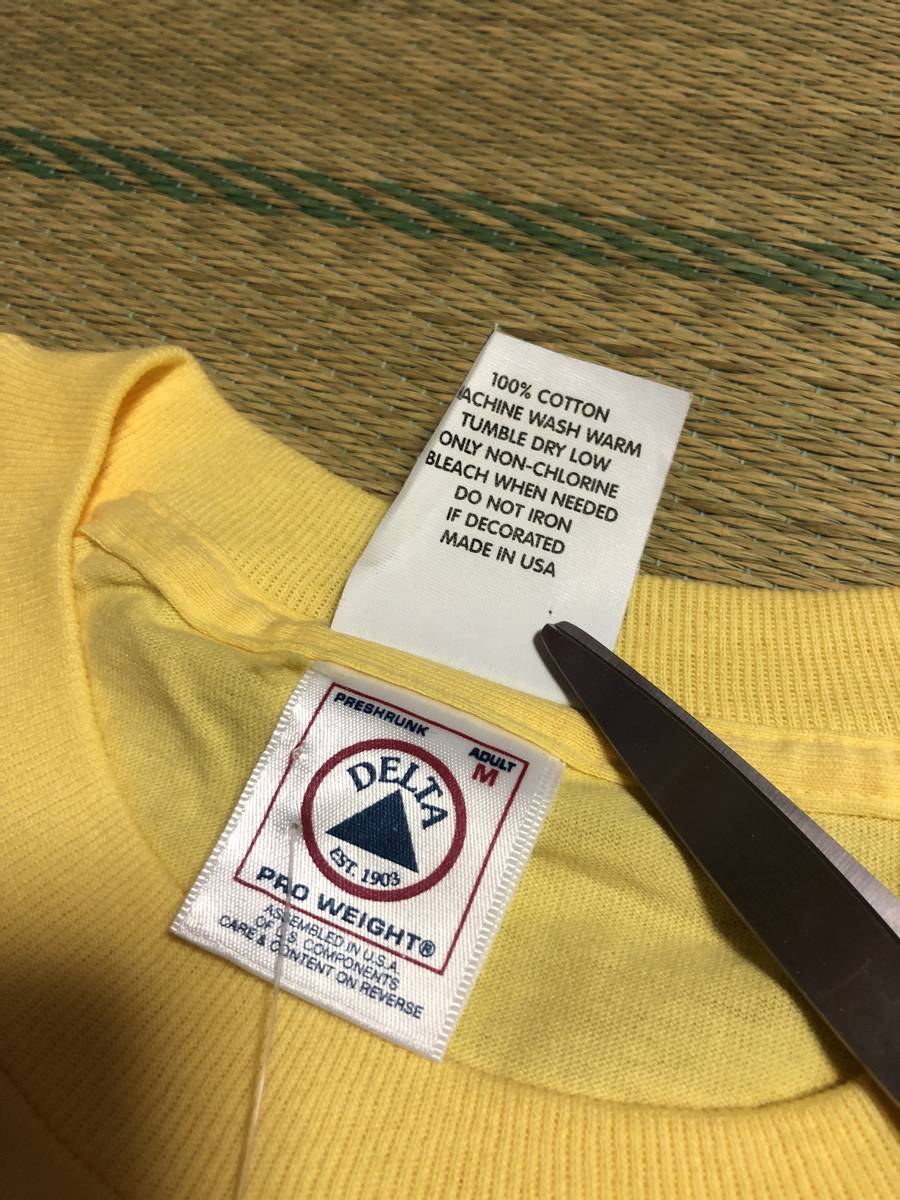 100% COTTON
MACHINE WASH WARM
TUMBLE DRY LOW
ONLY NON-CHLORINE
BLEACH WHEN NEEDED
DO NOT IRON
IF DECORATED
MADE IN USA
PRESHRUNK
ADULT
M
DELTA
EST. 1903
PRO WEIGHT®
ASSEMBLED IN U.S.A.
OF U.S. COMPONENTS
CARE & CONTENT ON REVERSE